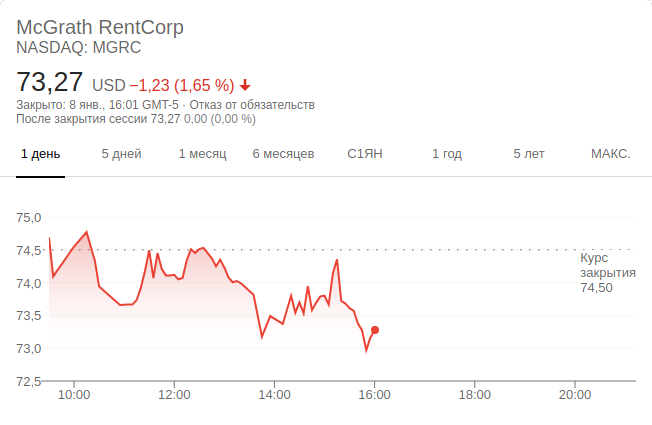 McGrath RentCorp
NASDAQ: MGRC
73,27 USD −1,23 (1,65 %)
Закрыто: 8 янв., 16:01 GMT-5 · Отказ от обязательств
После закрытия сессии 73,27 0,00 (0,00 %)
1 день 5 дней 1 месяц 6 месяцев С1ЯН 1 год 5 лет МАКС.
75,0
74,5
74,0
73,5
73,0
72,5
Курс
закрытия
74,50
10:00 12:00 14:00 16:00 18:00 20:00